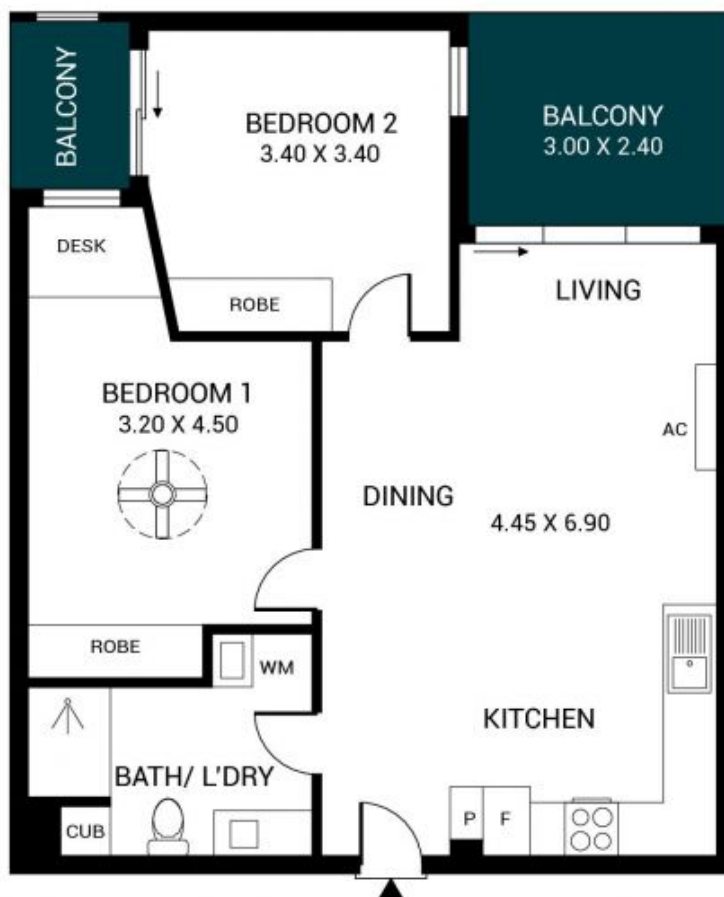 BALCONY
BEDROOM 2
3.40 X 3.40
BALCONY
3.00 X 2.40
DESK
ROBE
LIVING
BEDROOM 1
3.20 X 4.50
AC
DINING
4.45 X 6.90
ROBE
WM
KITCHEN
BATH/ L'DRY
CUB
P
F